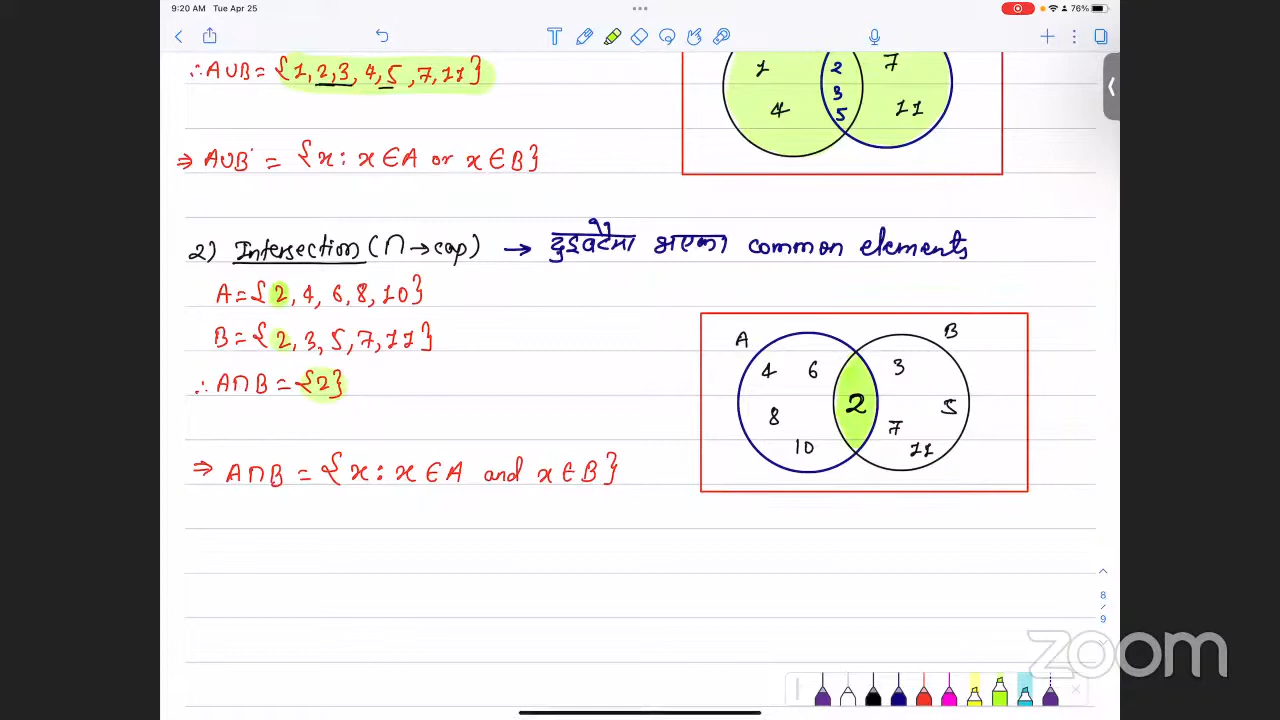 9:20 AM Tue Apr 25
76%
∴ A∪B = {1, 2, 3, 4, 5, 7, 11}
1 2 7
3
4 5 11
⇒ A∪B = {x : x ∈ A or x ∈ B}
2) Intersection (∩ → cap) → दुइवटैमा भएका common elements
A = {2, 4, 6, 8, 10}
B = {2, 3, 5, 7, 11}
∴ A∩B = {2}
A B
4 6 3
8 2 5
7
10 11
⇒ A∩B = {x : x ∈ A and x ∈ B}
8
/
9
zoom